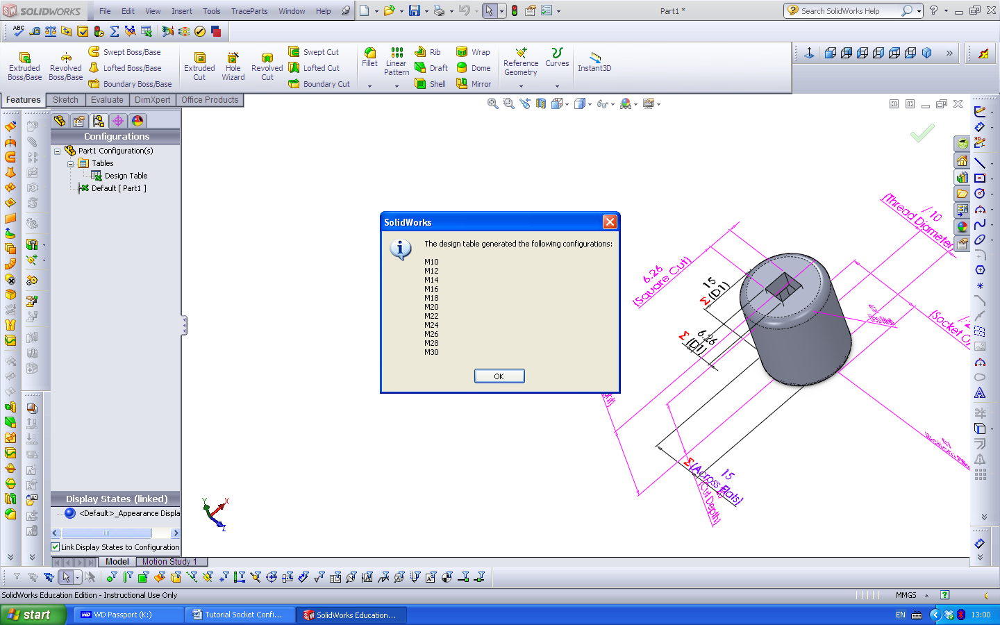 SOLIDWORKS File Edit View Insert Tools TraceParts Window Help Part1 * Search SolidWorks Help
ABC
Extruded Boss/Base
Revolved Boss/Base
Swept Boss/Base
Lofted Boss/Base
Boundary Boss/Base
Extruded Cut
Hole Wizard
Revolved Cut
Swept Cut
Lofted Cut
Boundary Cut
Fillet
Linear Pattern
Rib
Draft
Shell
Wrap
Dome
Mirror
Reference Geometry
Curves
Instant3D
Features Sketch Evaluate DimXpert Office Products
Configurations
Part1 Configuration(s)
Tables
Design Table
Default [ Part1 ]
SolidWorks
The design table generated the following configurations:
M10
M12
M14
M16
M18
M20
M22
M24
M26
M28
M30
OK
10
(Thread Diameter)
6.26
(Square Cut)
15
Σ(D1)
6.26
Σ(D1)
15
Σ(Across Flats)
(Cut Depth)
3D
Y
X
Z
Display States (linked)
<Default>_Appearance Displa
Link Display States to Configuration
Model Motion Study 1
SolidWorks Education Edition - Instructional Use Only
MMGS
start
WD Passport (K:)
Tutorial Socket Confi...
SolidWorks Education...
EN
13:00